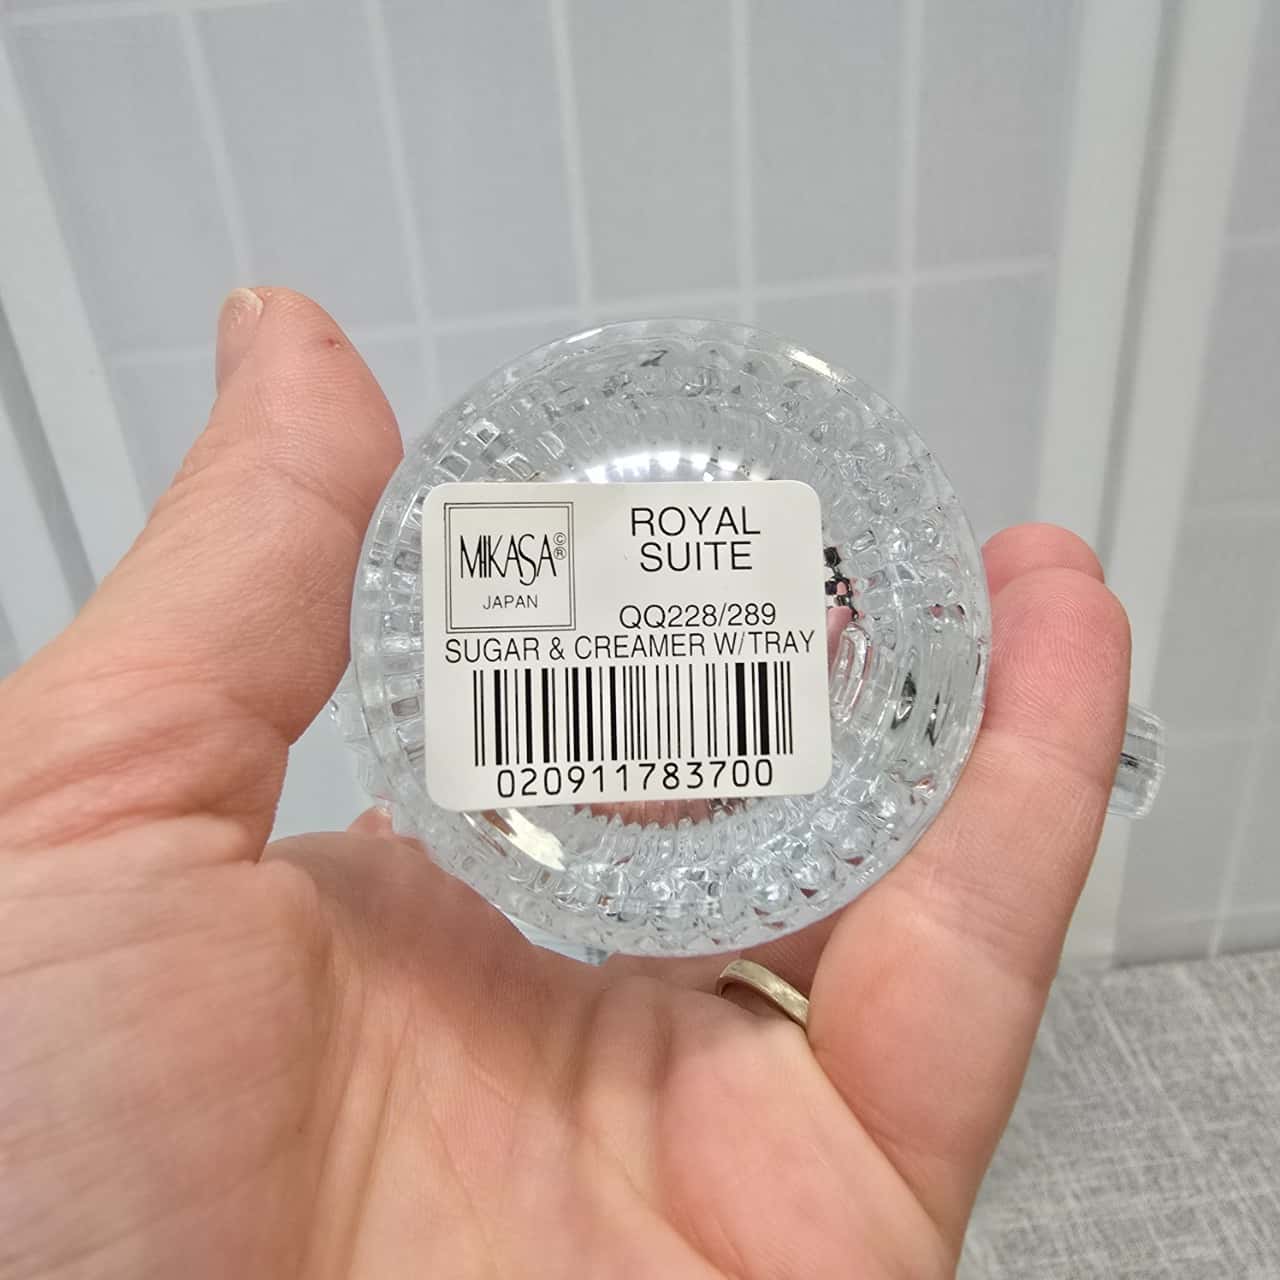 MIKASA©®
JAPAN
ROYAL
SUITE
QQ228/289
SUGAR & CREAMER W/TRAY
020911783700